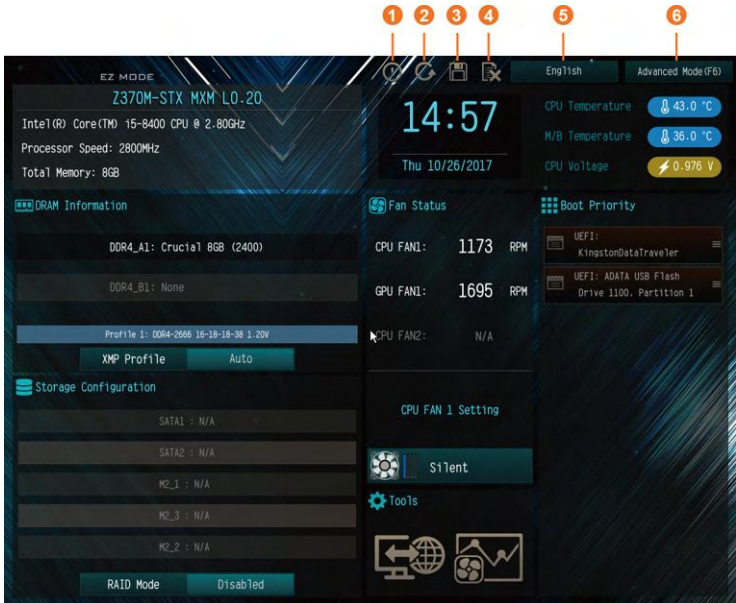 1 2 3 4 5 6
EZ MODE
English
Advanced Mode(F6)
Z370M-STX MXM L0.20
Intel(R) Core(TM) i5-8400 CPU @ 2.80GHz
Processor Speed: 2800MHz
Total Memory: 8GB
14:57
Thu 10/26/2017
CPU Temperature 43.0 °C
M/B Temperature 36.0 °C
CPU Voltage 0.976 V
DRAM Information
DDR4_A1: Crucial 8GB (2400)
DDR4_B1: None
Profile 1: DDR4-2666 16-18-18-38 1.20V
XMP Profile Auto
Storage Configuration
SATA1 : N/A
SATA2 : N/A
M2_1 : N/A
M2_3 : N/A
M2_2 : N/A
RAID Mode Disabled
Fan Status
CPU FAN1: 1173 RPM
GPU FAN1: 1695 RPM
CPU FAN2: N/A
CPU FAN 1 Setting
Silent
Tools
Boot Priority
UEFI:
KingstonDataTraveler
UEFI: ADATA USB Flash
Drive 1100. Partition 1